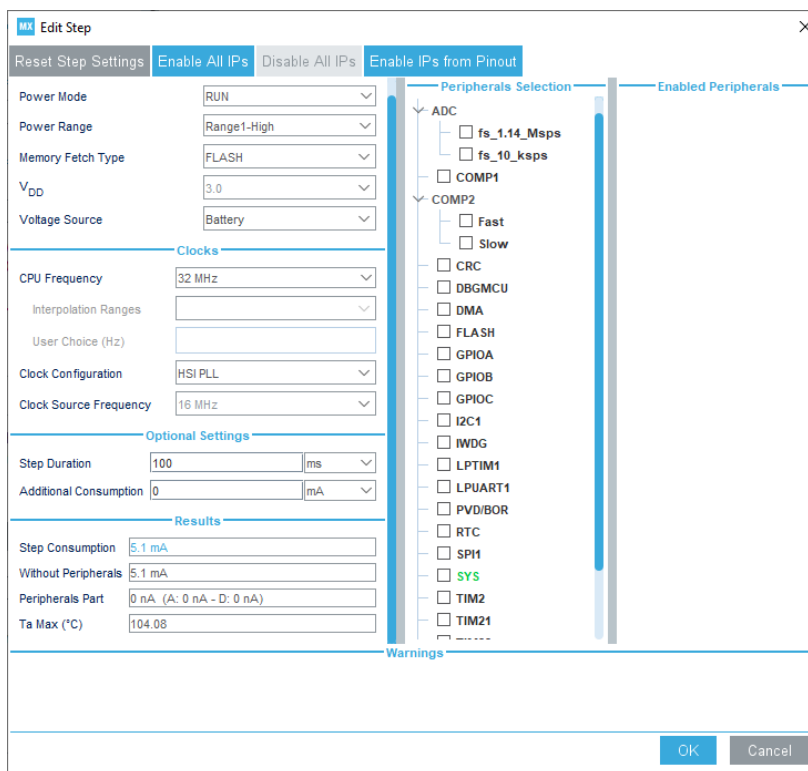 MX Edit Step
Reset Step Settings Enable All IPs Disable All IPs Enable IPs from Pinout
Power Mode RUN
Power Range Range1-High
Memory Fetch Type FLASH
VDD 3.0
Voltage Source Battery
Clocks
CPU Frequency 32 MHz
Interpolation Ranges
User Choice (Hz)
Clock Configuration HSI PLL
Clock Source Frequency 16 MHz
Optional Settings
Step Duration 100 ms
Additional Consumption 0 mA
Results
Step Consumption 5.1 mA
Without Peripherals 5.1 mA
Peripherals Part 0 nA (A: 0 nA - D: 0 nA)
Ta Max (°C) 104.08
Peripherals Selection
ADC
fs_1.14_Msps
fs_10_ksps
COMP1
COMP2
Fast
Slow
CRC
DBGMCU
DMA
FLASH
GPIOA
GPIOB
GPIOC
I2C1
IWDG
LPTIM1
LPUART1
PVD/BOR
RTC
SPI1
SYS
TIM2
TIM21
Enabled Peripherals
Warnings
OK Cancel